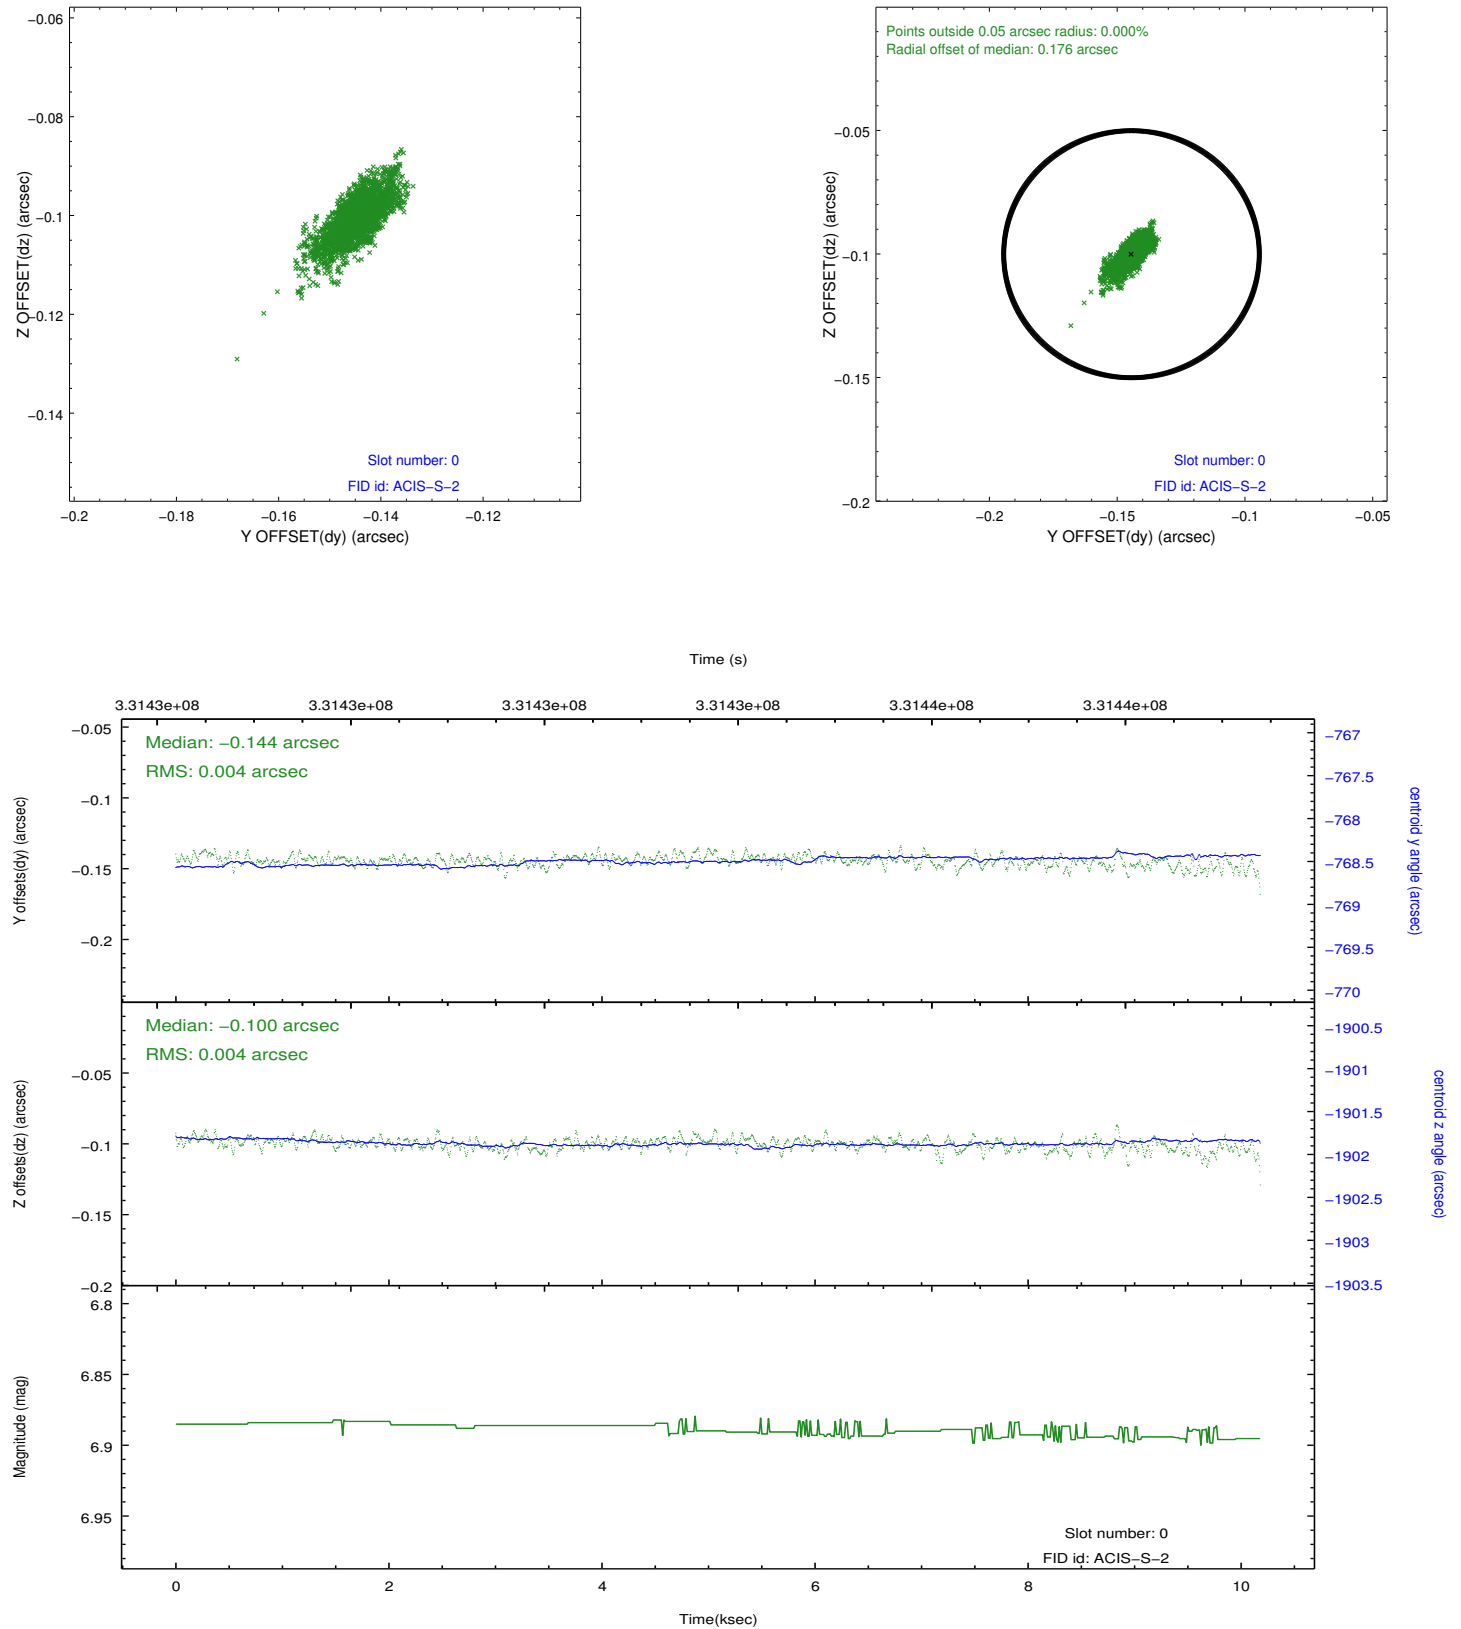 −0.06
−0.08
−0.1
−0.12
−0.14
Z OFFSET(dz) (arcsec)
Slot number: 0
FID id: ACIS−S−2
−0.2
−0.18
−0.16
−0.14
−0.12
Y OFFSET(dy) (arcsec)
Points outside 0.05 arcsec radius: 0.000%
Radial offset of median: 0.176 arcsec
−0.05
−0.1
−0.15
−0.2
Z OFFSET(dz) (arcsec)
Slot number: 0
FID id: ACIS−S−2
−0.2
−0.15
−0.1
−0.05
Y OFFSET(dy) (arcsec)
Time (s)
3.3143e+08
3.3143e+08
3.3143e+08
3.3143e+08
3.3144e+08
3.3144e+08
−0.05
−0.1
−0.15
−0.2
Y offsets(dy) (arcsec)
Median: −0.144 arcsec
RMS: 0.004 arcsec
−767
−767.5
−768
−768.5
−769
−769.5
−770
centroid y angle (arcsec)
−0.05
−0.1
−0.15
−0.2
Z offsets(dz) (arcsec)
Median: −0.100 arcsec
RMS: 0.004 arcsec
−1900.5
−1901
−1901.5
−1902
−1902.5
−1903
−1903.5
centroid z angle (arcsec)
6.8
6.85
6.9
6.95
Magnitude (mag)
Slot number: 0
FID id: ACIS−S−2
0
2
4
6
8
10
Time(ksec)